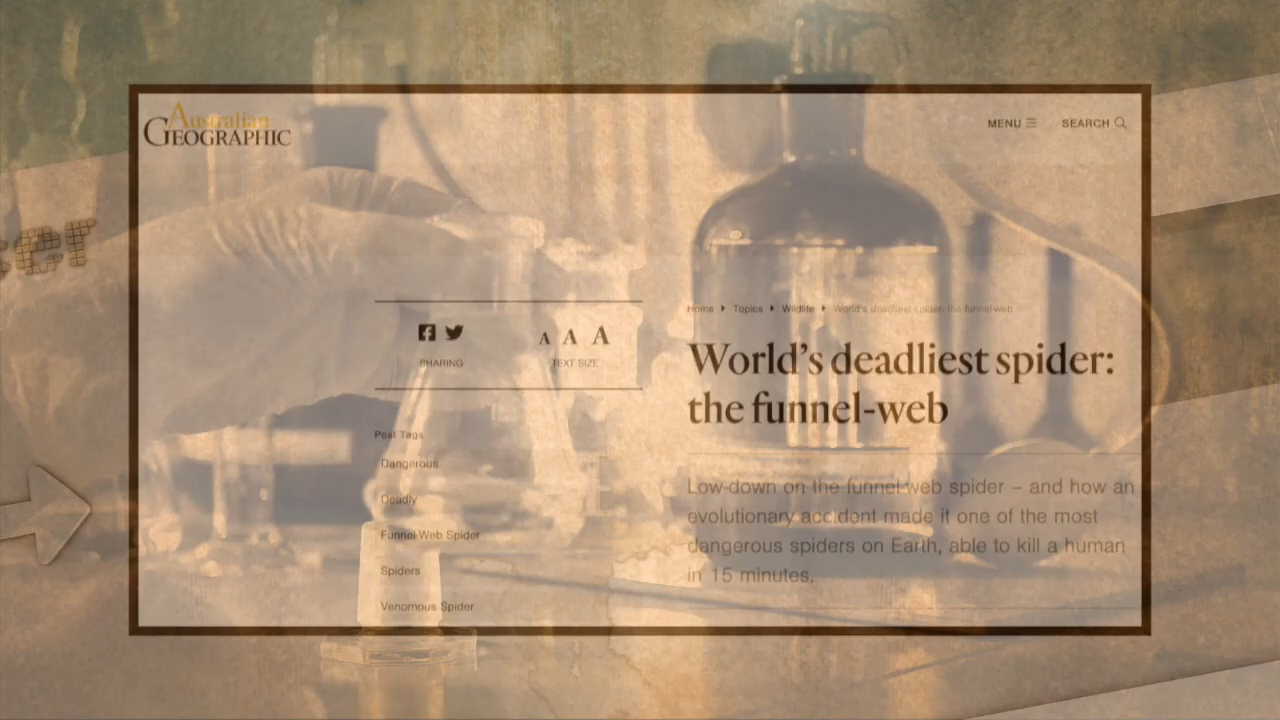 Australian
GEOGRAPHIC
MENU
SEARCH
er
Home Topics Wildlife World's deadliest spider: the funnel-web
SHARING
A A A
TEXT SIZE
World's deadliest spider:
the funnel-web
Post Tags
Dangerous
Deadly
Funnel-Web Spider
Spiders
Venomous Spider
Low-down on the funnel web spider – and how an
evolutionary accident made it one of the most
dangerous spiders on Earth, able to kill a human
in 15 minutes.